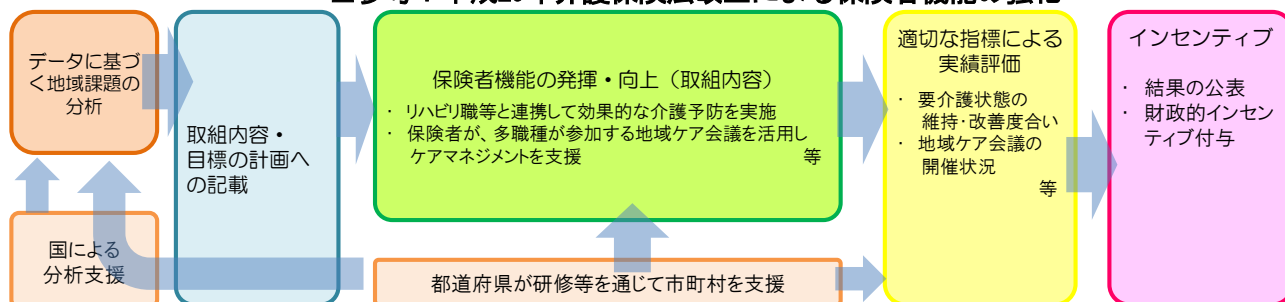 データに基づ
く地域課題の
分析
国による
分析支援
取組内容・
目標の計画へ
の記載
保険者機能の発揮・向上（取組内容）
・ リハビリ職等と連携して効果的な介護予防を実施
・ 保険者が、多職種が参加する地域ケア会議を活用し
ケアマネジメントを支援 等
都道府県が研修等を通じて市町村を支援
適切な指標による
実績評価
・ 要介護状態の
維持・改善度合い
・ 地域ケア会議の
開催状況
等
インセンティブ
・ 結果の公表
・ 財政的インセン
ティブ付与